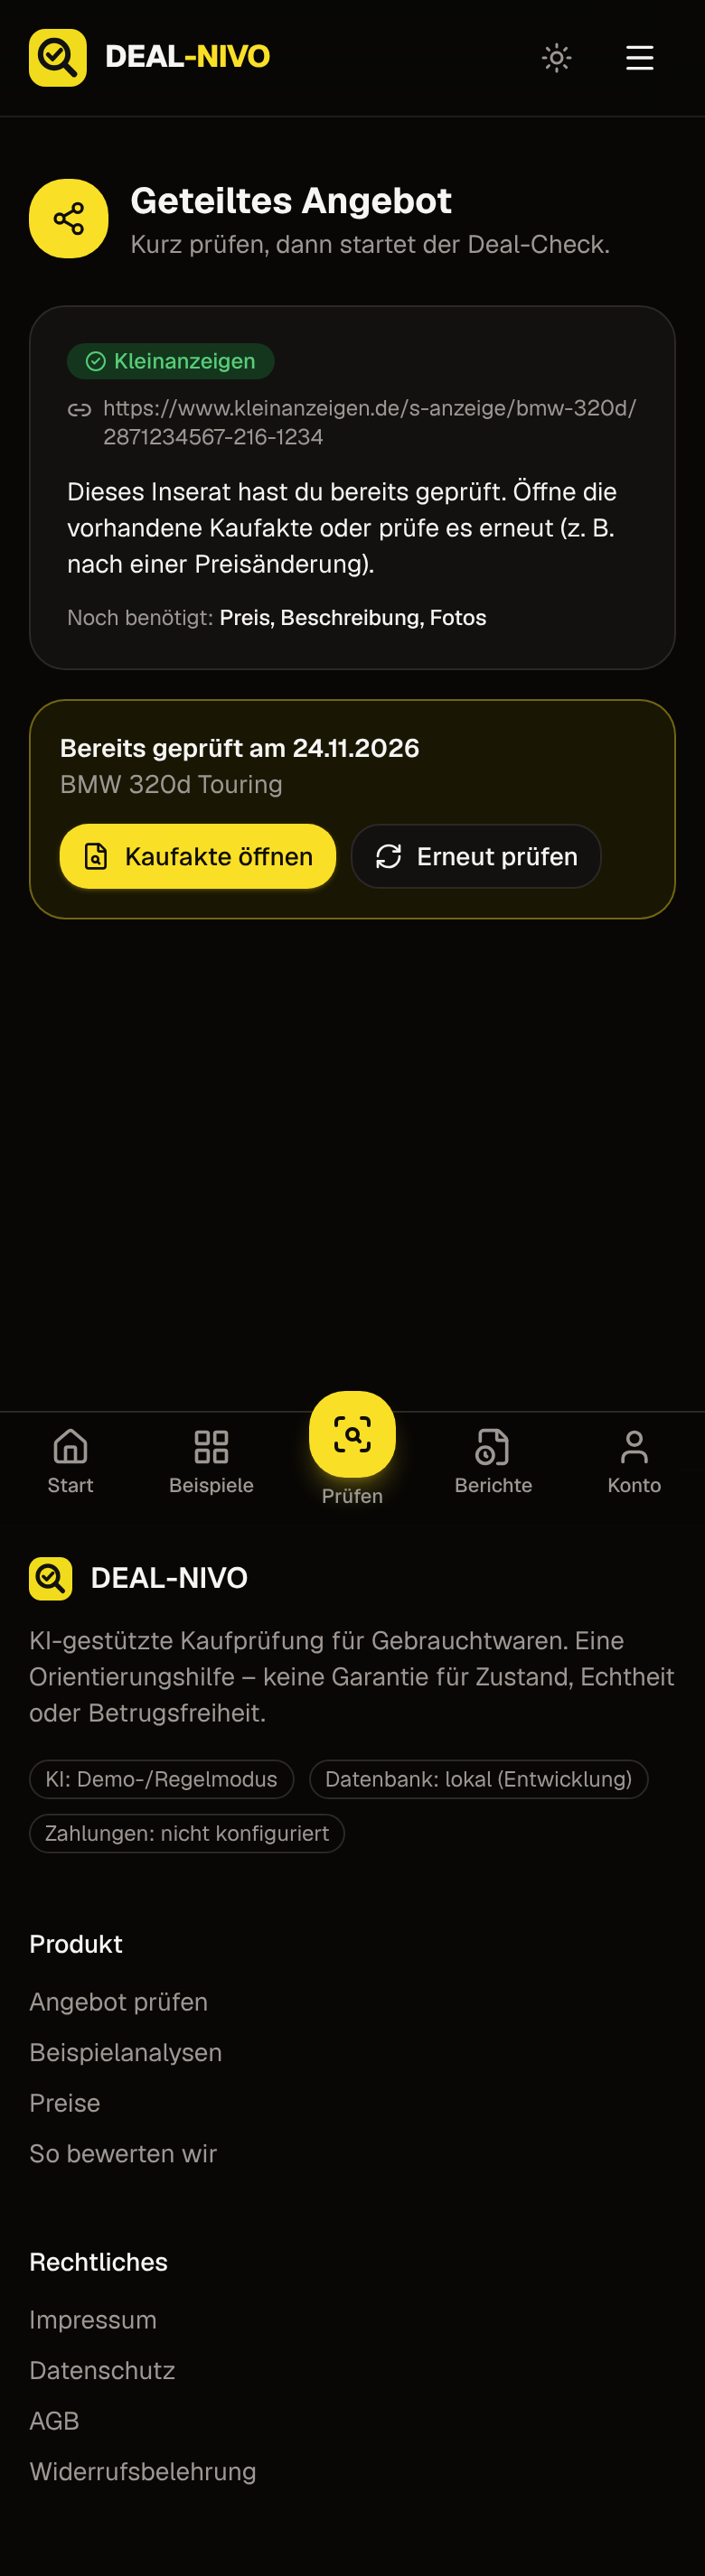 DEAL-NIVO
Geteiltes Angebot
Kurz prüfen, dann startet der Deal-Check.
Kleinanzeigen
https://www.kleinanzeigen.de/s-anzeige/bmw-320d/
2871234567-216-1234
Dieses Inserat hast du bereits geprüft. Öffne die
vorhandene Kaufakte oder prüfe es erneut (z. B.
nach einer Preisänderung).
Noch benötigt: Preis, Beschreibung, Fotos
Bereits geprüft am 24.11.2026
BMW 320d Touring
Kaufakte öffnen
Erneut prüfen
Start
Beispiele
Prüfen
Berichte
Konto
DEAL-NIVO
KI-gestützte Kaufprüfung für Gebrauchtwaren. Eine
Orientierungshilfe – keine Garantie für Zustand, Echtheit
oder Betrugsfreiheit.
KI: Demo-/Regelmodus
Datenbank: lokal (Entwicklung)
Zahlungen: nicht konfiguriert
Produkt
Angebot prüfen
Beispielanalysen
Preise
So bewerten wir
Rechtliches
Impressum
Datenschutz
AGB
Widerrufsbelehrung